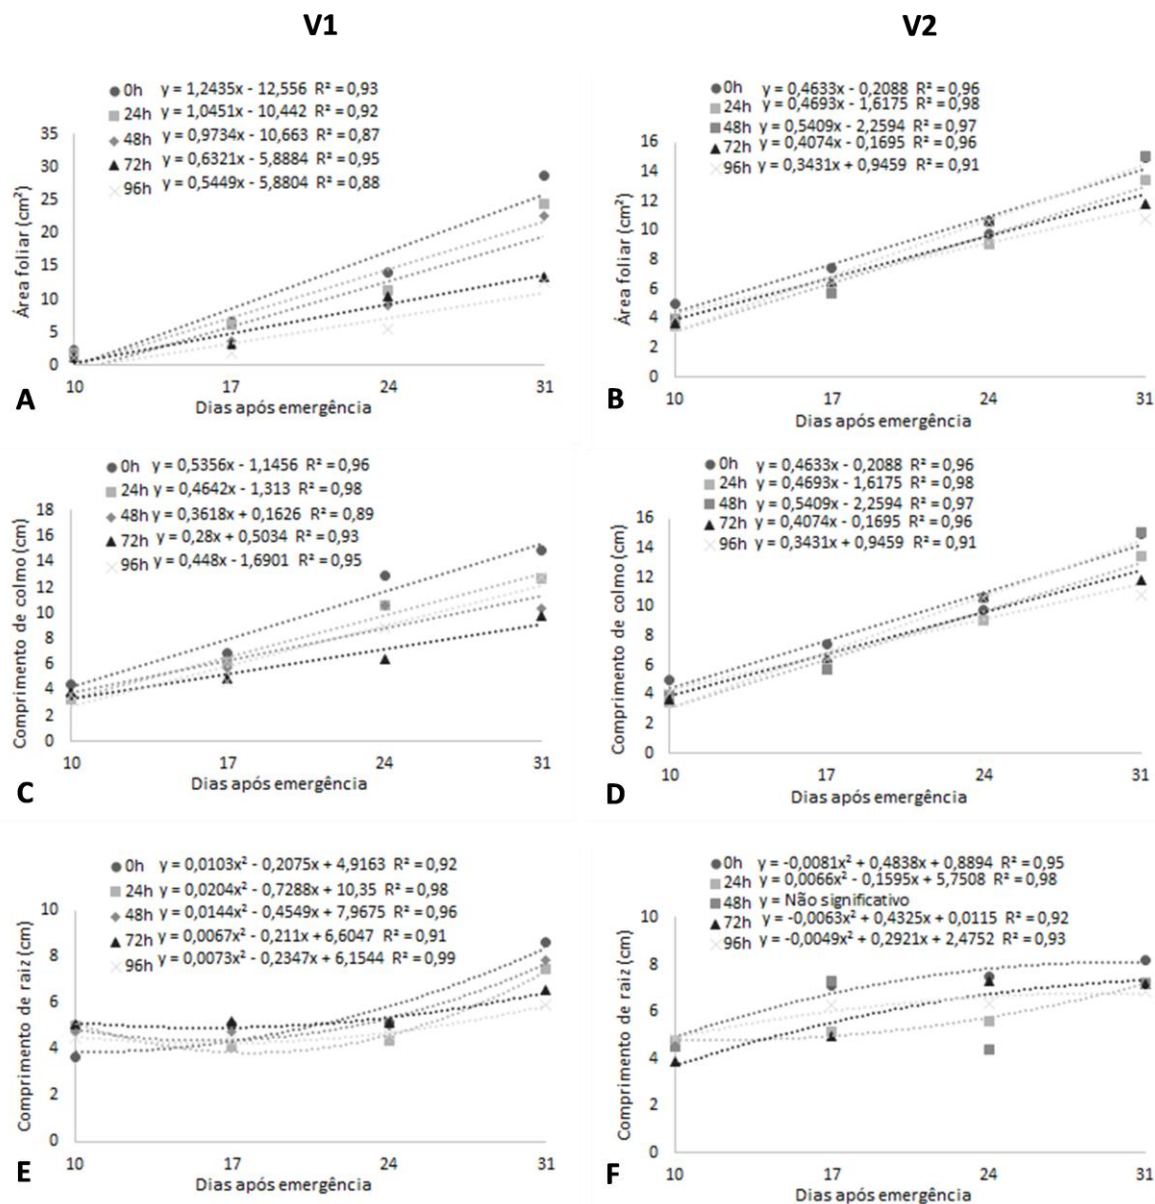 V1
V2
0h y = 1,2435x - 12,556 R² = 0,93
24h y = 1,0451x - 10,442 R² = 0,92
48h y = 0,9734x - 10,663 R² = 0,87
72h y = 0,6321x - 5,8884 R² = 0,95
96h y = 0,5449x - 5,8804 R² = 0,88
Área foliar (cm²)
35
30
25
20
15
10
5
0
10 17 24 31
Dias após emergência
A
0h y = 0,4633x - 0,2088 R² = 0,96
24h y = 0,4693x - 1,6175 R² = 0,98
48h y = 0,5409x - 2,2594 R² = 0,97
72h y = 0,4074x - 0,1695 R² = 0,96
96h y = 0,3431x + 0,9459 R² = 0,91
Área foliar (cm²)
16
14
12
10
8
6
4
2
0
10 17 24 31
Dias após emergência
B
0h y = 0,5356x - 1,1456 R² = 0,96
24h y = 0,4642x - 1,313 R² = 0,98
48h y = 0,3618x + 0,1626 R² = 0,89
72h y = 0,28x + 0,5034 R² = 0,93
96h y = 0,448x - 1,6901 R² = 0,95
Comprimento de colmo (cm)
18
16
14
12
10
8
6
4
2
0
10 17 24 31
Dias após emergência
C
0h y = 0,4633x - 0,2088 R² = 0,96
24h y = 0,4693x - 1,6175 R² = 0,98
48h y = 0,5409x - 2,2594 R² = 0,97
72h y = 0,4074x - 0,1695 R² = 0,96
96h y = 0,3431x + 0,9459 R² = 0,91
Comprimento de colmo (cm)
16
14
12
10
8
6
4
2
0
10 17 24 31
Dias após emergência
D
0h y = 0,0103x² - 0,2075x + 4,9163 R² = 0,92
24h y = 0,0204x² - 0,7288x + 10,35 R² = 0,98
48h y = 0,0144x² - 0,4549x + 7,9675 R² = 0,96
72h y = 0,0067x² - 0,211x + 6,6047 R² = 0,91
96h y = 0,0073x² - 0,2347x + 6,1544 R² = 0,99
Comprimento de raiz (cm)
10
8
6
4
2
0
10 17 24 31
Dias após emergência
E
0h y = -0,0081x² + 0,4838x + 0,8894 R² = 0,95
24h y = 0,0066x² - 0,1595x + 5,7508 R² = 0,98
48h y = Não significativo
72h y = -0,0063x² + 0,4325x + 0,0115 R² = 0,92
96h y = -0,0049x² + 0,2921x + 2,4752 R² = 0,93
Comprimento de raiz (cm)
10
8
6
4
2
0
10 17 24 31
Dias após emergência
F